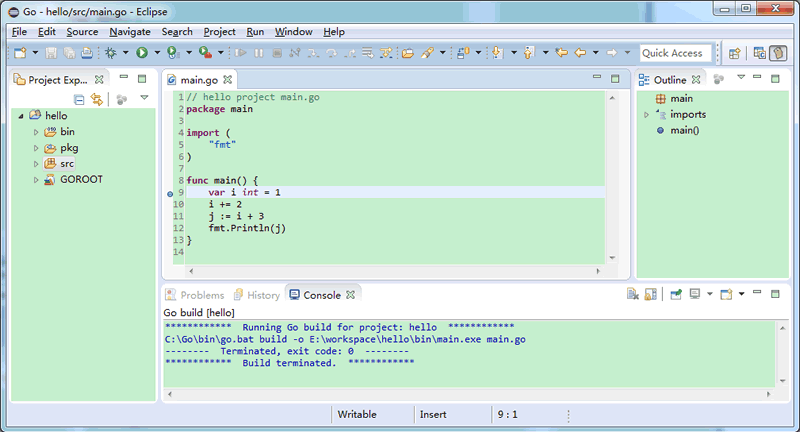 Go - hello/src/main.go - Eclipse
File Edit Source Navigate Search Project Run Window Help
Quick Access
Project Exp...
hello
bin
pkg
src
GOROOT
main.go
1 // hello project main.go
2 package main
3
4 import (
5 "fmt"
6 )
7
8 func main() {
9 var i int = 1
10 i += 2
11 j := i + 3
12 fmt.Println(j)
13 }
14
Outline
main
imports
main()
Problems History Console
Go build [hello]
************ Running Go build for project: hello ************
C:\Go\bin\go.bat build -o E:\workspace\hello\bin\main.exe main.go
-------- Terminated, exit code: 0 --------
************ Build terminated. ************
Writable Insert 9 : 1